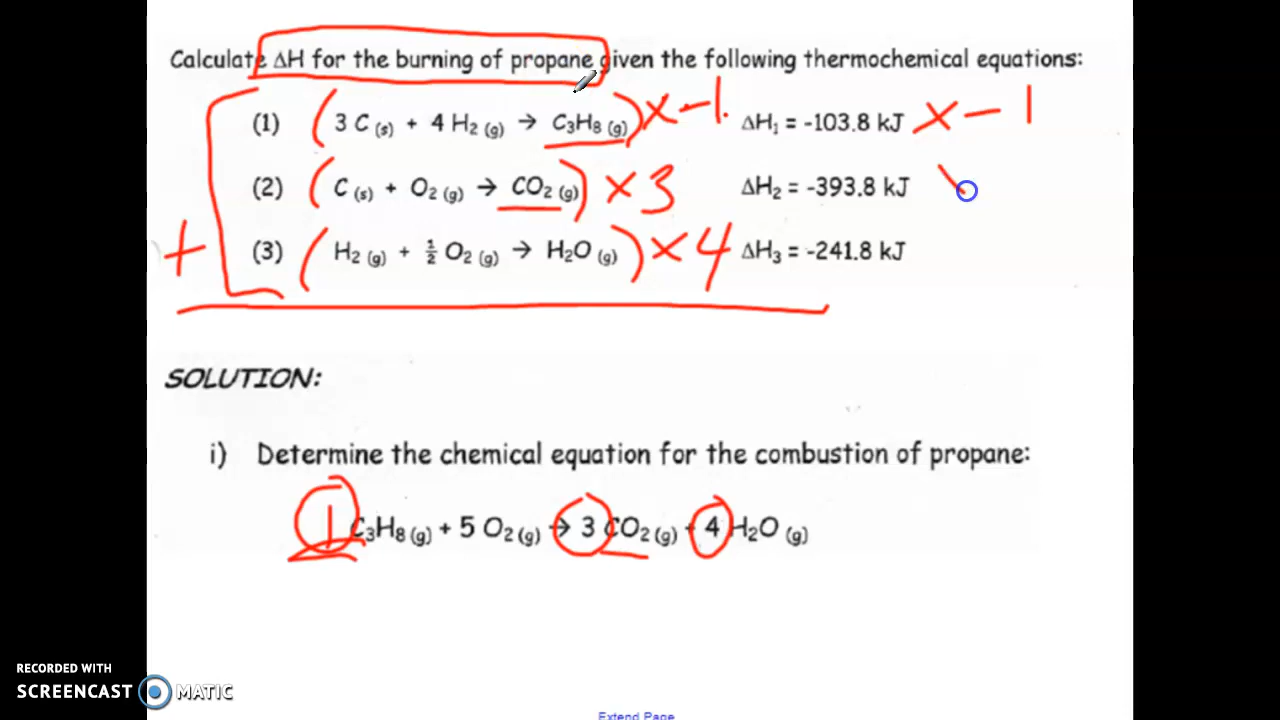 Calculate ΔH for the burning of propane given the following thermochemical equations:
(1) ( 3 C (s) + 4 H₂ (g) → C₃H₈ (g) ) x -1. ΔH₁ = -103.8 kJ x - 1
(2) ( C (s) + O₂ (g) → CO₂ (g) ) x 3 ΔH₂ = -393.8 kJ
+ (3) ( H₂ (g) + ½ O₂ (g) → H₂O (g) ) x 4 ΔH₃ = -241.8 kJ
SOLUTION:
i) Determine the chemical equation for the combustion of propane:
1 C₃H₈ (g) + 5 O₂ (g) → 3 CO₂ (g) + 4 H₂O (g)
RECORDED WITH
SCREENCAST MATIC
Extend Page